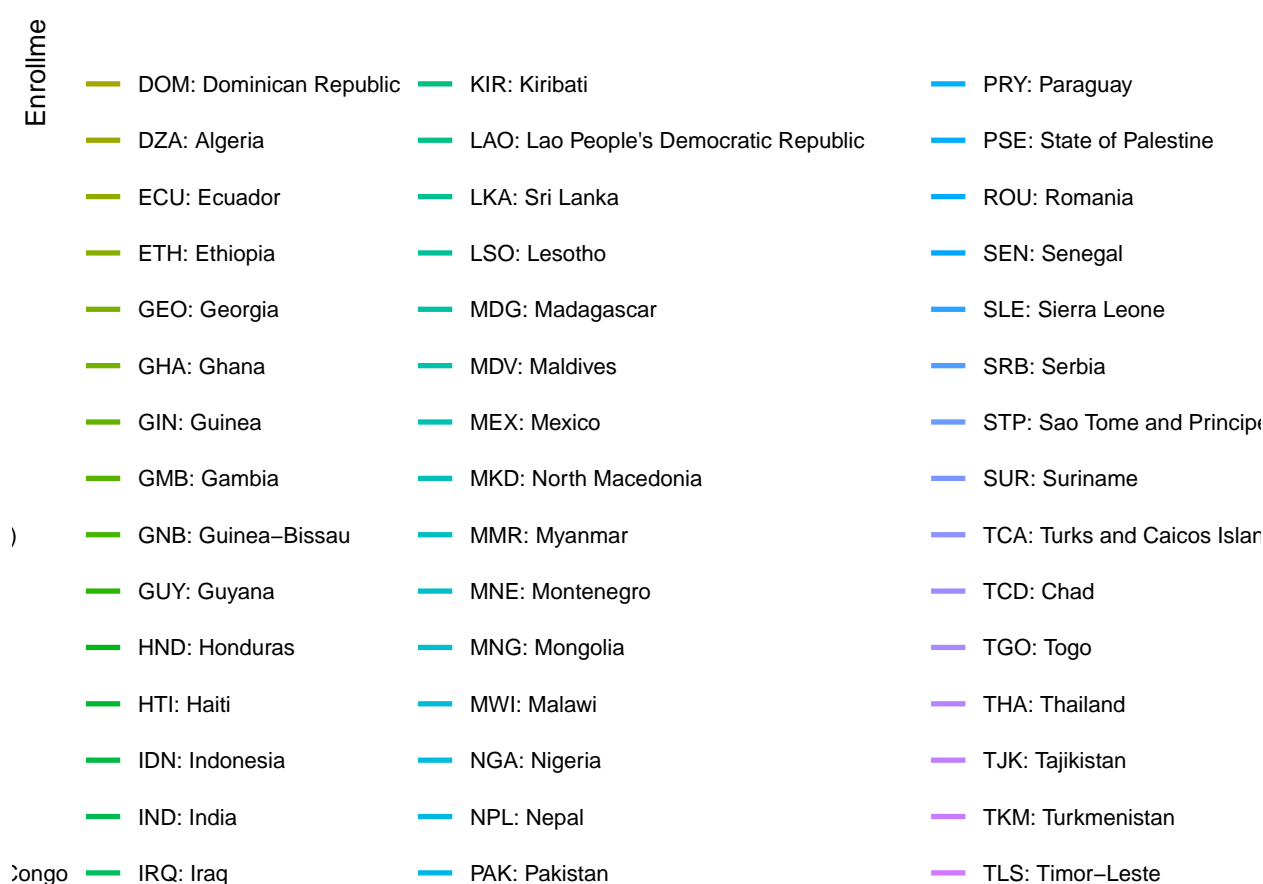 Enrollme
DOM: Dominican Republic
DZA: Algeria
ECU: Ecuador
ETH: Ethiopia
GEO: Georgia
GHA: Ghana
GIN: Guinea
GMB: Gambia
)
GNB: Guinea−Bissau
GUY: Guyana
HND: Honduras
HTI: Haiti
IDN: Indonesia
IND: India
Congo
IRQ: Iraq
KIR: Kiribati
LAO: Lao People's Democratic Republic
LKA: Sri Lanka
LSO: Lesotho
MDG: Madagascar
MDV: Maldives
MEX: Mexico
MKD: North Macedonia
MMR: Myanmar
MNE: Montenegro
MNG: Mongolia
MWI: Malawi
NGA: Nigeria
NPL: Nepal
PAK: Pakistan
PRY: Paraguay
PSE: State of Palestine
ROU: Romania
SEN: Senegal
SLE: Sierra Leone
SRB: Serbia
STP: Sao Tome and Principe
SUR: Suriname
TCA: Turks and Caicos Islan
TCD: Chad
TGO: Togo
THA: Thailand
TJK: Tajikistan
TKM: Turkmenistan
TLS: Timor−Leste